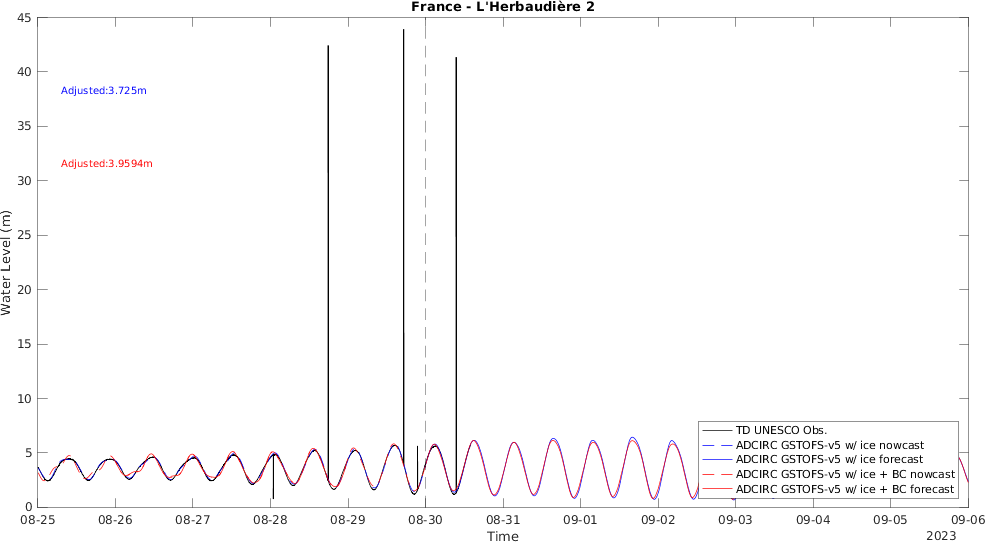 France - L'Herbaudière 2
Water Level (m)
45
40
35
30
25
20
15
10
5
0
Adjusted:3.725m
Adjusted:3.9594m
TD UNESCO Obs.
ADCIRC GSTOFS-v5 w/ ice nowcast
ADCIRC GSTOFS-v5 w/ ice forecast
ADCIRC GSTOFS-v5 w/ ice + BC nowcast
ADCIRC GSTOFS-v5 w/ ice + BC forecast
08-25 08-26 08-27 08-28 08-29 08-30 08-31 09-01 09-02 09-03 09-04 09-05 09-06
Time
2023